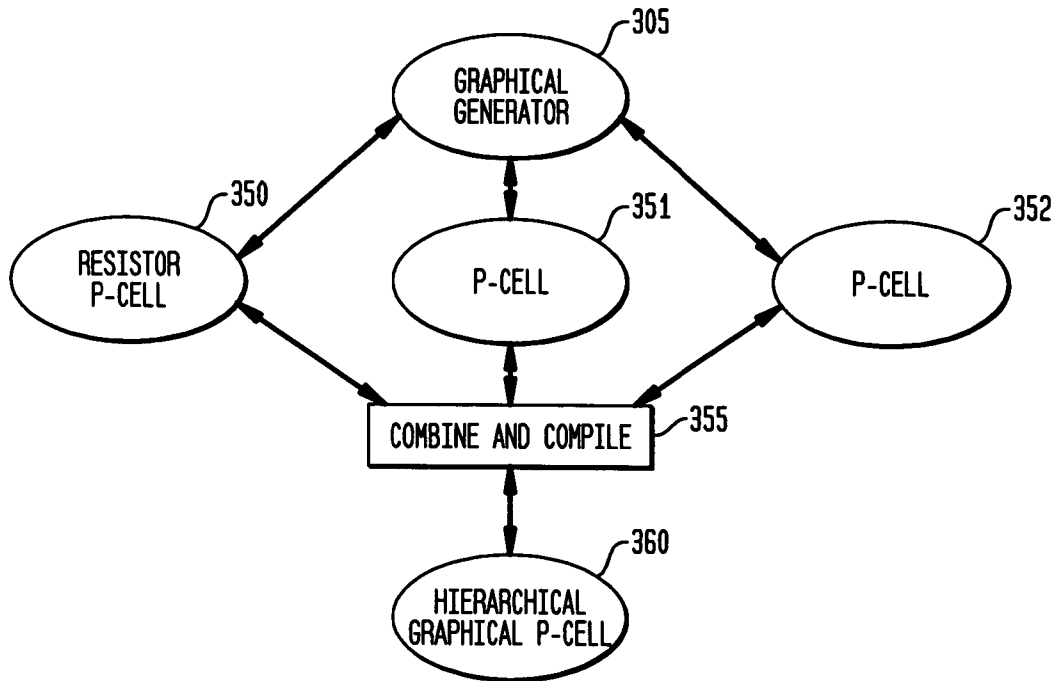 305
GRAPHICAL
GENERATOR
350
351
352
RESISTOR
P-CELL
P-CELL
P-CELL
COMBINE AND COMPILE
355
360
HIERARCHICAL
GRAPHICAL P-CELL